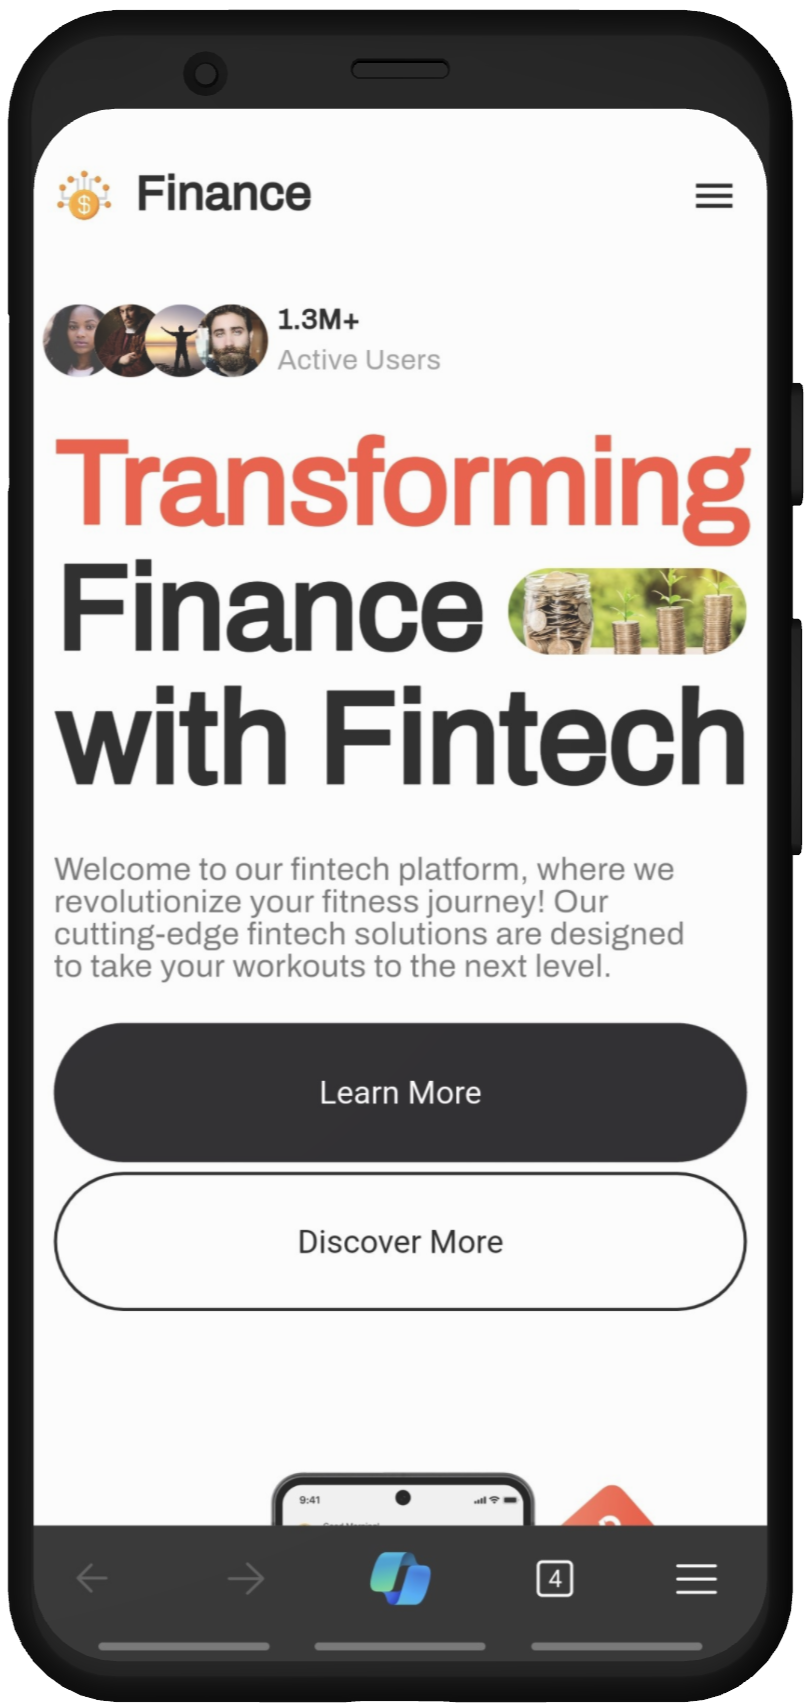 Finance
1.3M+
Active Users
Transforming
Finance
with Fintech
Welcome to our fintech platform, where we
revolutionize your fitness journey! Our
cutting-edge fintech solutions are designed
to take your workouts to the next level.
Learn More
Discover More
9:41
4